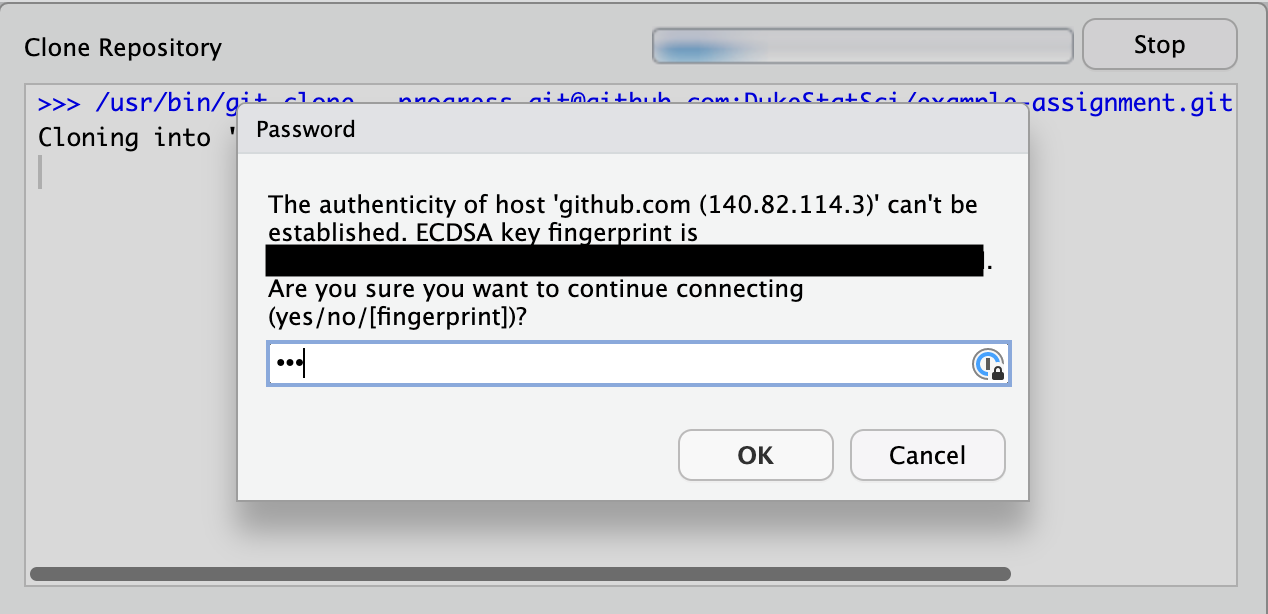 Clone Repository
Stop
>>> /usr/bin/git clone --progress git@github.com:DukeStatSci/example-assignment.git
Cloning into '
Password
The authenticity of host 'github.com (140.82.114.3)' can't be
established. ECDSA key fingerprint is
.
Are you sure you want to continue connecting
(yes/no/[fingerprint])?
•••
OK
Cancel